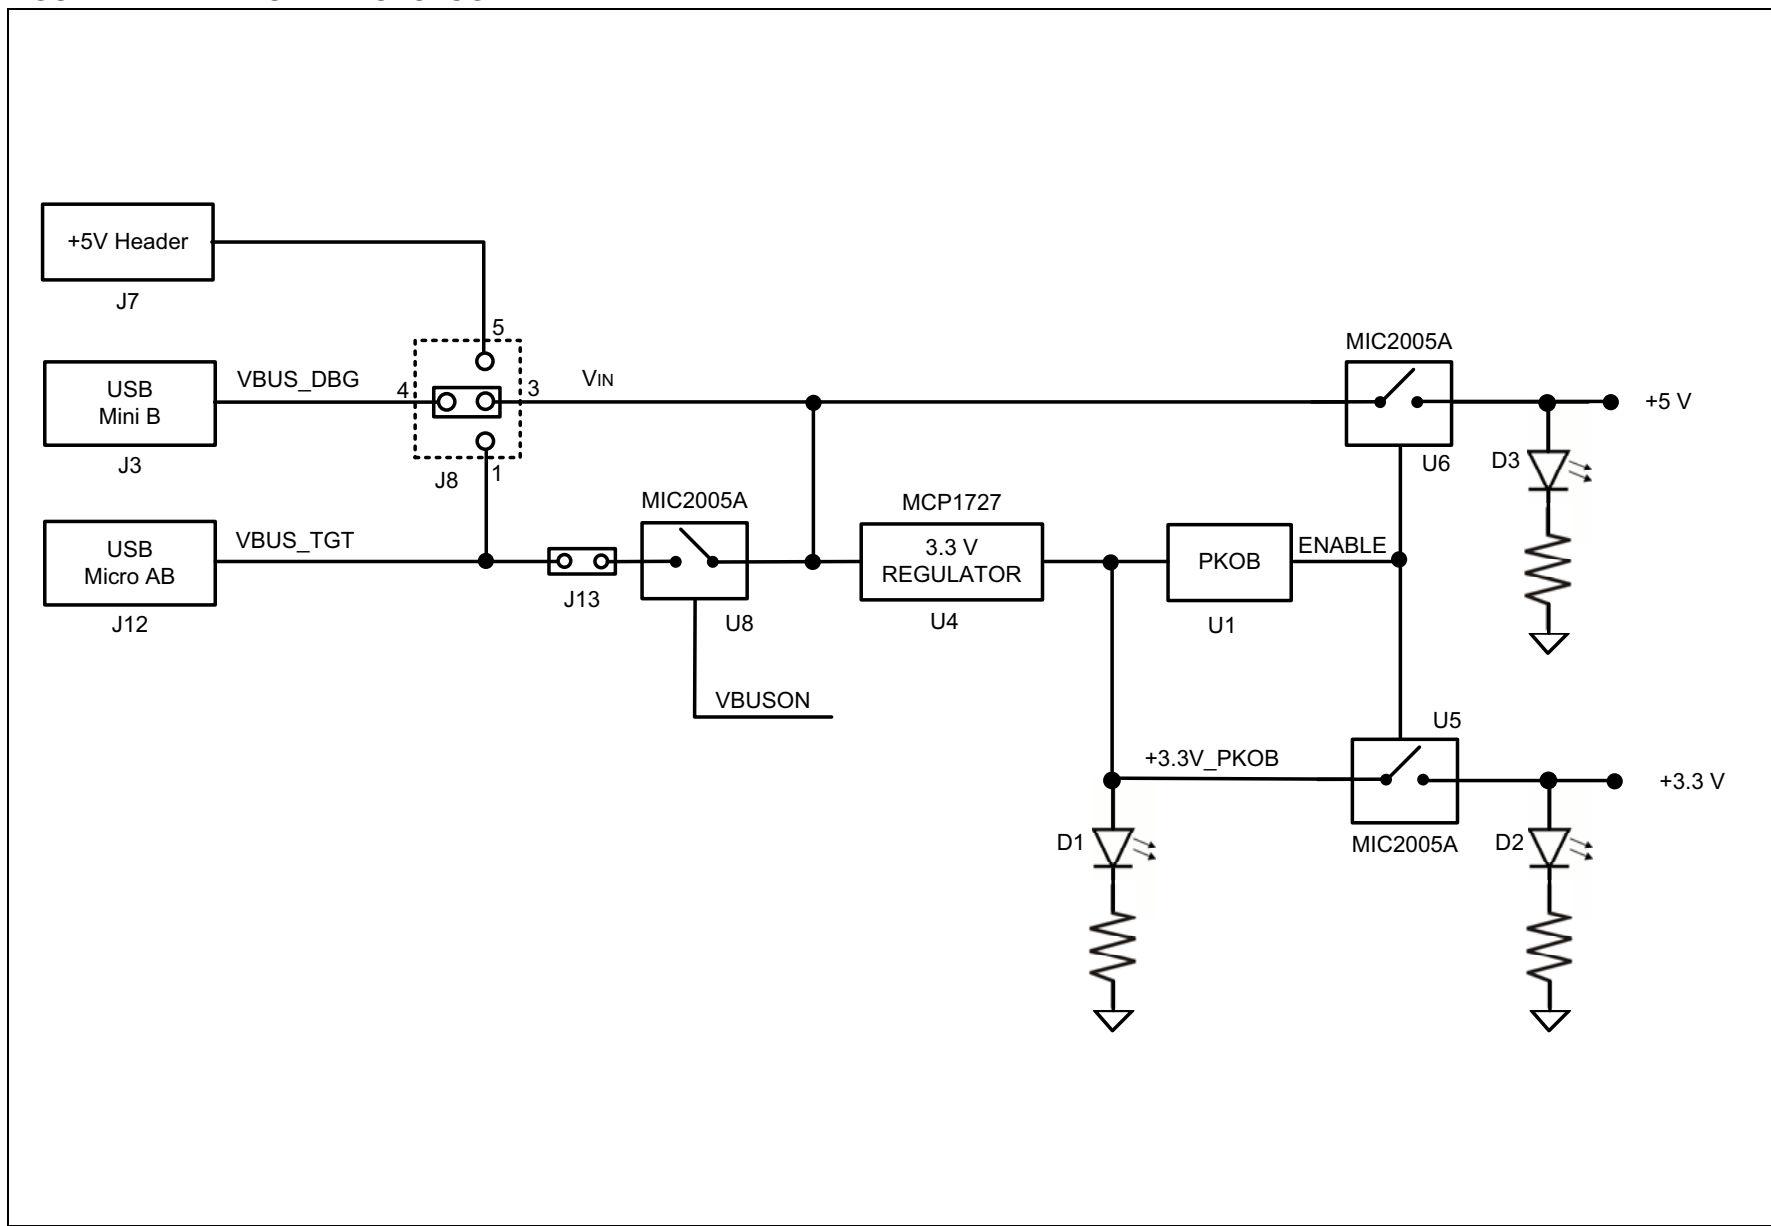 +5V Header
J7
5
MIC2005A
USB
Mini B
VBUS_DBG
4
3
VIN
+5 V
J3
J8
1
U6
D3
MIC2005A
MCP1727
USB
Micro AB
VBUS_TGT
3.3 V
REGULATOR
PKOB
ENABLE
J12
J13
U8
U4
U1
VBUSON
U5
+3.3V_PKOB
+3.3 V
D1
MIC2005A
D2